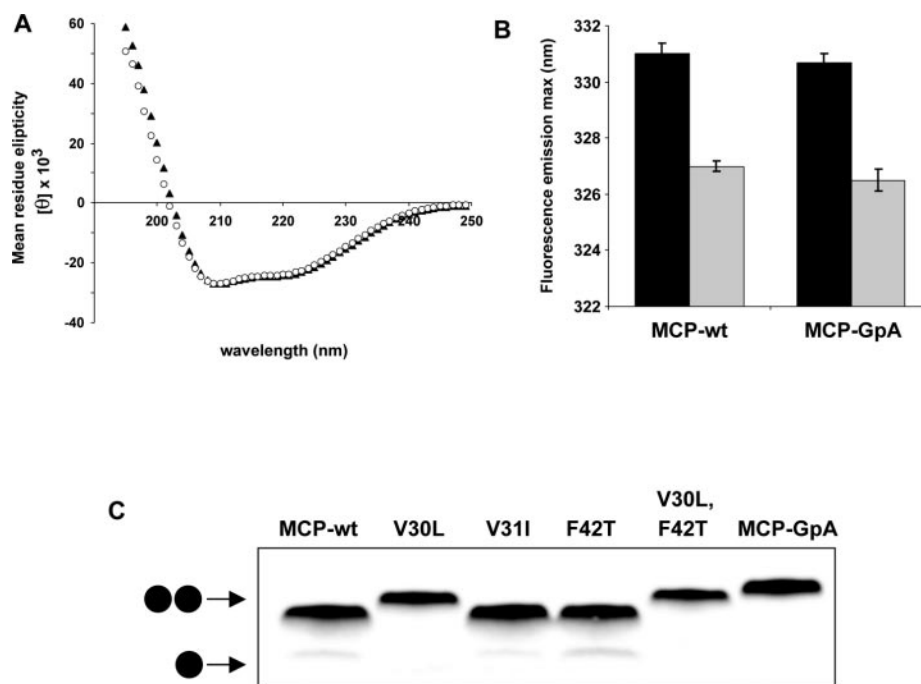 A
Mean residue elipticity
[θ] x 10³
60
40
20
0
-20
-40
200
210
220
230
240
250
wavelength (nm)
B
Fluorescence emission max (nm)
330
328
326
324
322
MCP-wt
MCP-GpA
C
MCP-wt
V30L
V31I
F42T
V30L,
F42T
MCP-GpA